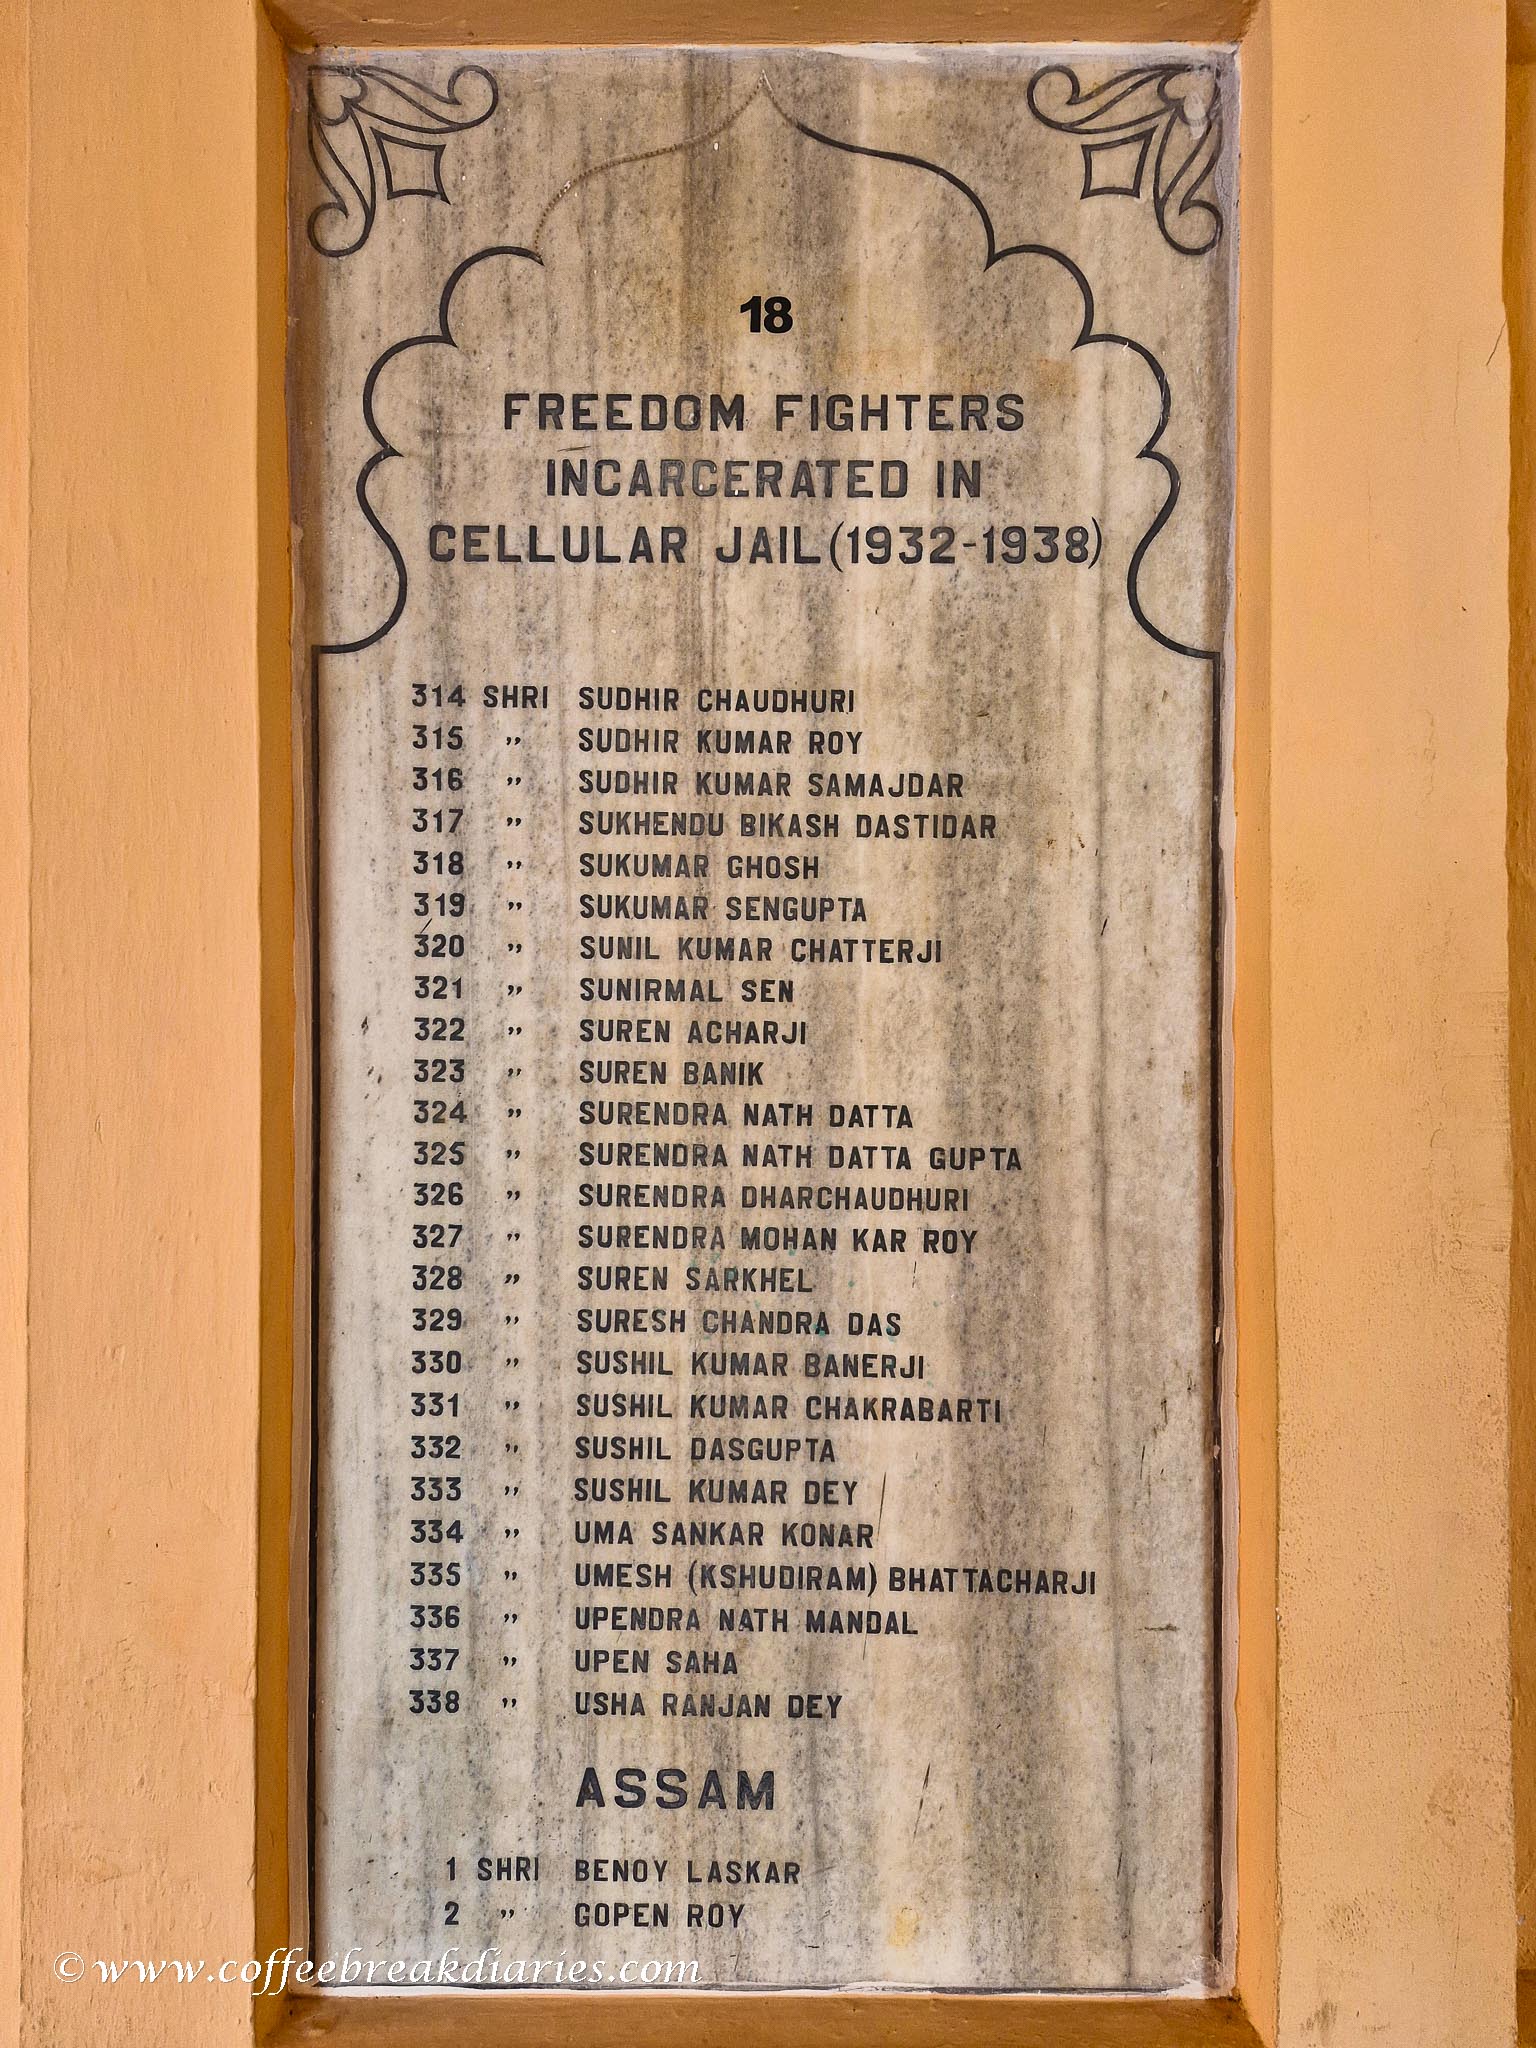 18
FREEDOM FIGHTERS
INCARCERATED IN
CELLULAR JAIL (1932-1938)
314 SHRI SUDHIR CHAUDHURI
315 " SUDHIR KUMAR ROY
316 " SUDHIR KUMAR SAMAJDAR
317 " SUKHENDU BIKASH DASTIDAR
318 " SUKUMAR GHOSH
319 " SUKUMAR SENGUPTA
320 " SUNIL KUMAR CHATTERJI
321 " SUNIRMAL SEN
322 " SUREN ACHARJI
323 " SUREN BANIK
324 " SURENDRA NATH DATTA
325 " SURENDRA NATH DATTA GUPTA
326 " SURENDRA DHARCHAUDHURI
327 " SURENDRA MOHAN KAR ROY
328 " SUREN SARKHEL
329 " SURESH CHANDRA DAS
330 " SUSHIL KUMAR BANERJI
331 " SUSHIL KUMAR CHAKRABARTI
332 " SUSHIL DASGUPTA
333 " SUSHIL KUMAR DEY
334 " UMA SANKAR KONAR
335 " UMESH (KSHUDIRAM) BHATTACHARJI
336 " UPENDRA NATH MANDAL
337 " UPEN SAHA
338 " USHA RANJAN DEY
ASSAM
1 SHRI BENOY LASKAR
2 " GOPEN ROY
© www.coffeebreakdiaries.com